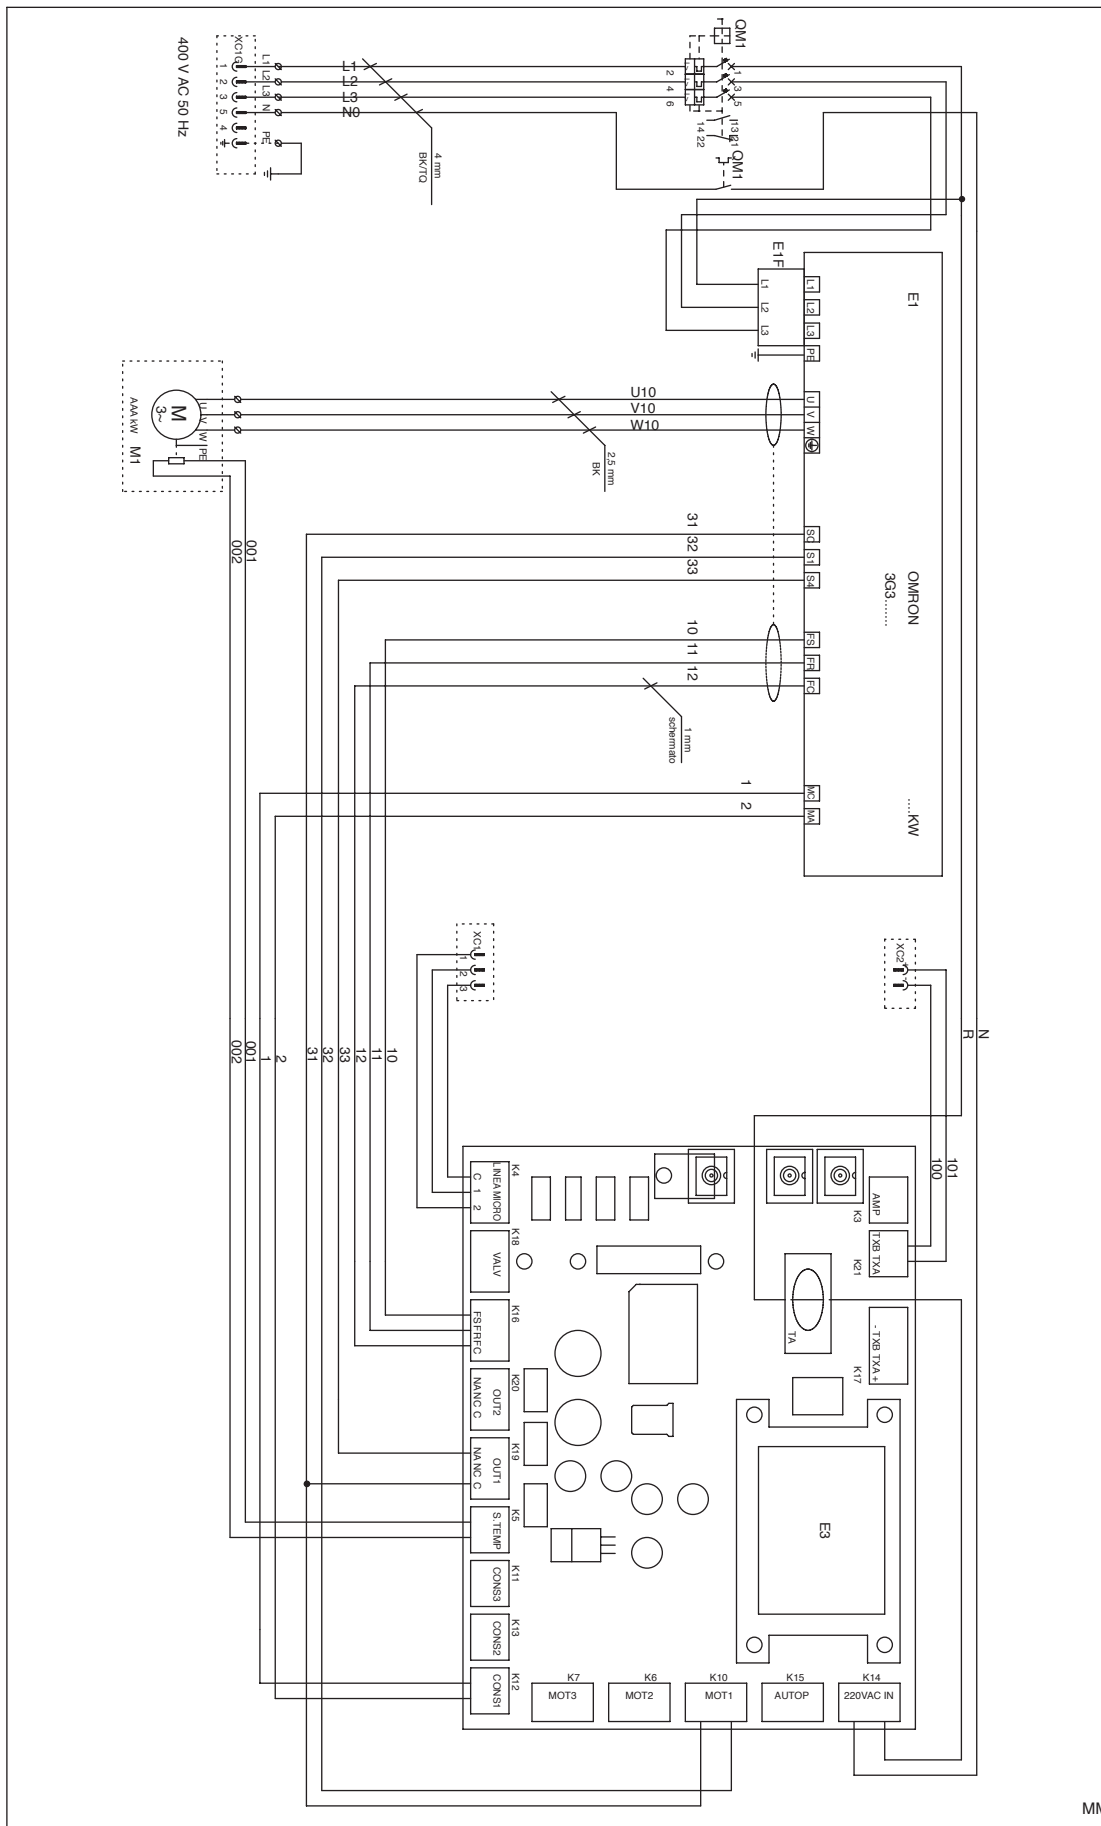 400 V AC 50 Hz
XC1G
1
2
3
5
4
L1
L2
L3
N
PE
L1
L2
L3
N0
4 mm
BK/TQ
QM1
2
4
6
1
3
5
13
21
14
22
QM1
E1F
L1
L2
L3
E1
L1
L2
L3
PE
U
V
W
SC
S1
S4
FS
FR
FC
MC
MA
OMRON
3G3.......
....KW
M
3~
U
V
W
PE
AAA kW
M1
U10
V10
W10
2,5 mm
BK
001
002
31
32
33
10
11
12
1 mm
schermato
1
2
XC1
1
2
3
XC2
+
-
N
R
10
11
12
33
32
31
2
1
001
002
101
100
K4
LINEA MICRO
C 1 2
K18
VALV
K16
FS FR FC
K20
OUT2
NA NC C
K19
OUT1
NA NC C
K5
S.TEMP
K11
CONS3
K13
CONS2
K12
CONS1
K3
AMP
K21
TXB TXA
K17
- TXB TXA +
TA
E3
K7
MOT3
K6
MOT2
K10
MOT1
K15
AUTOP
K14
220VAC IN